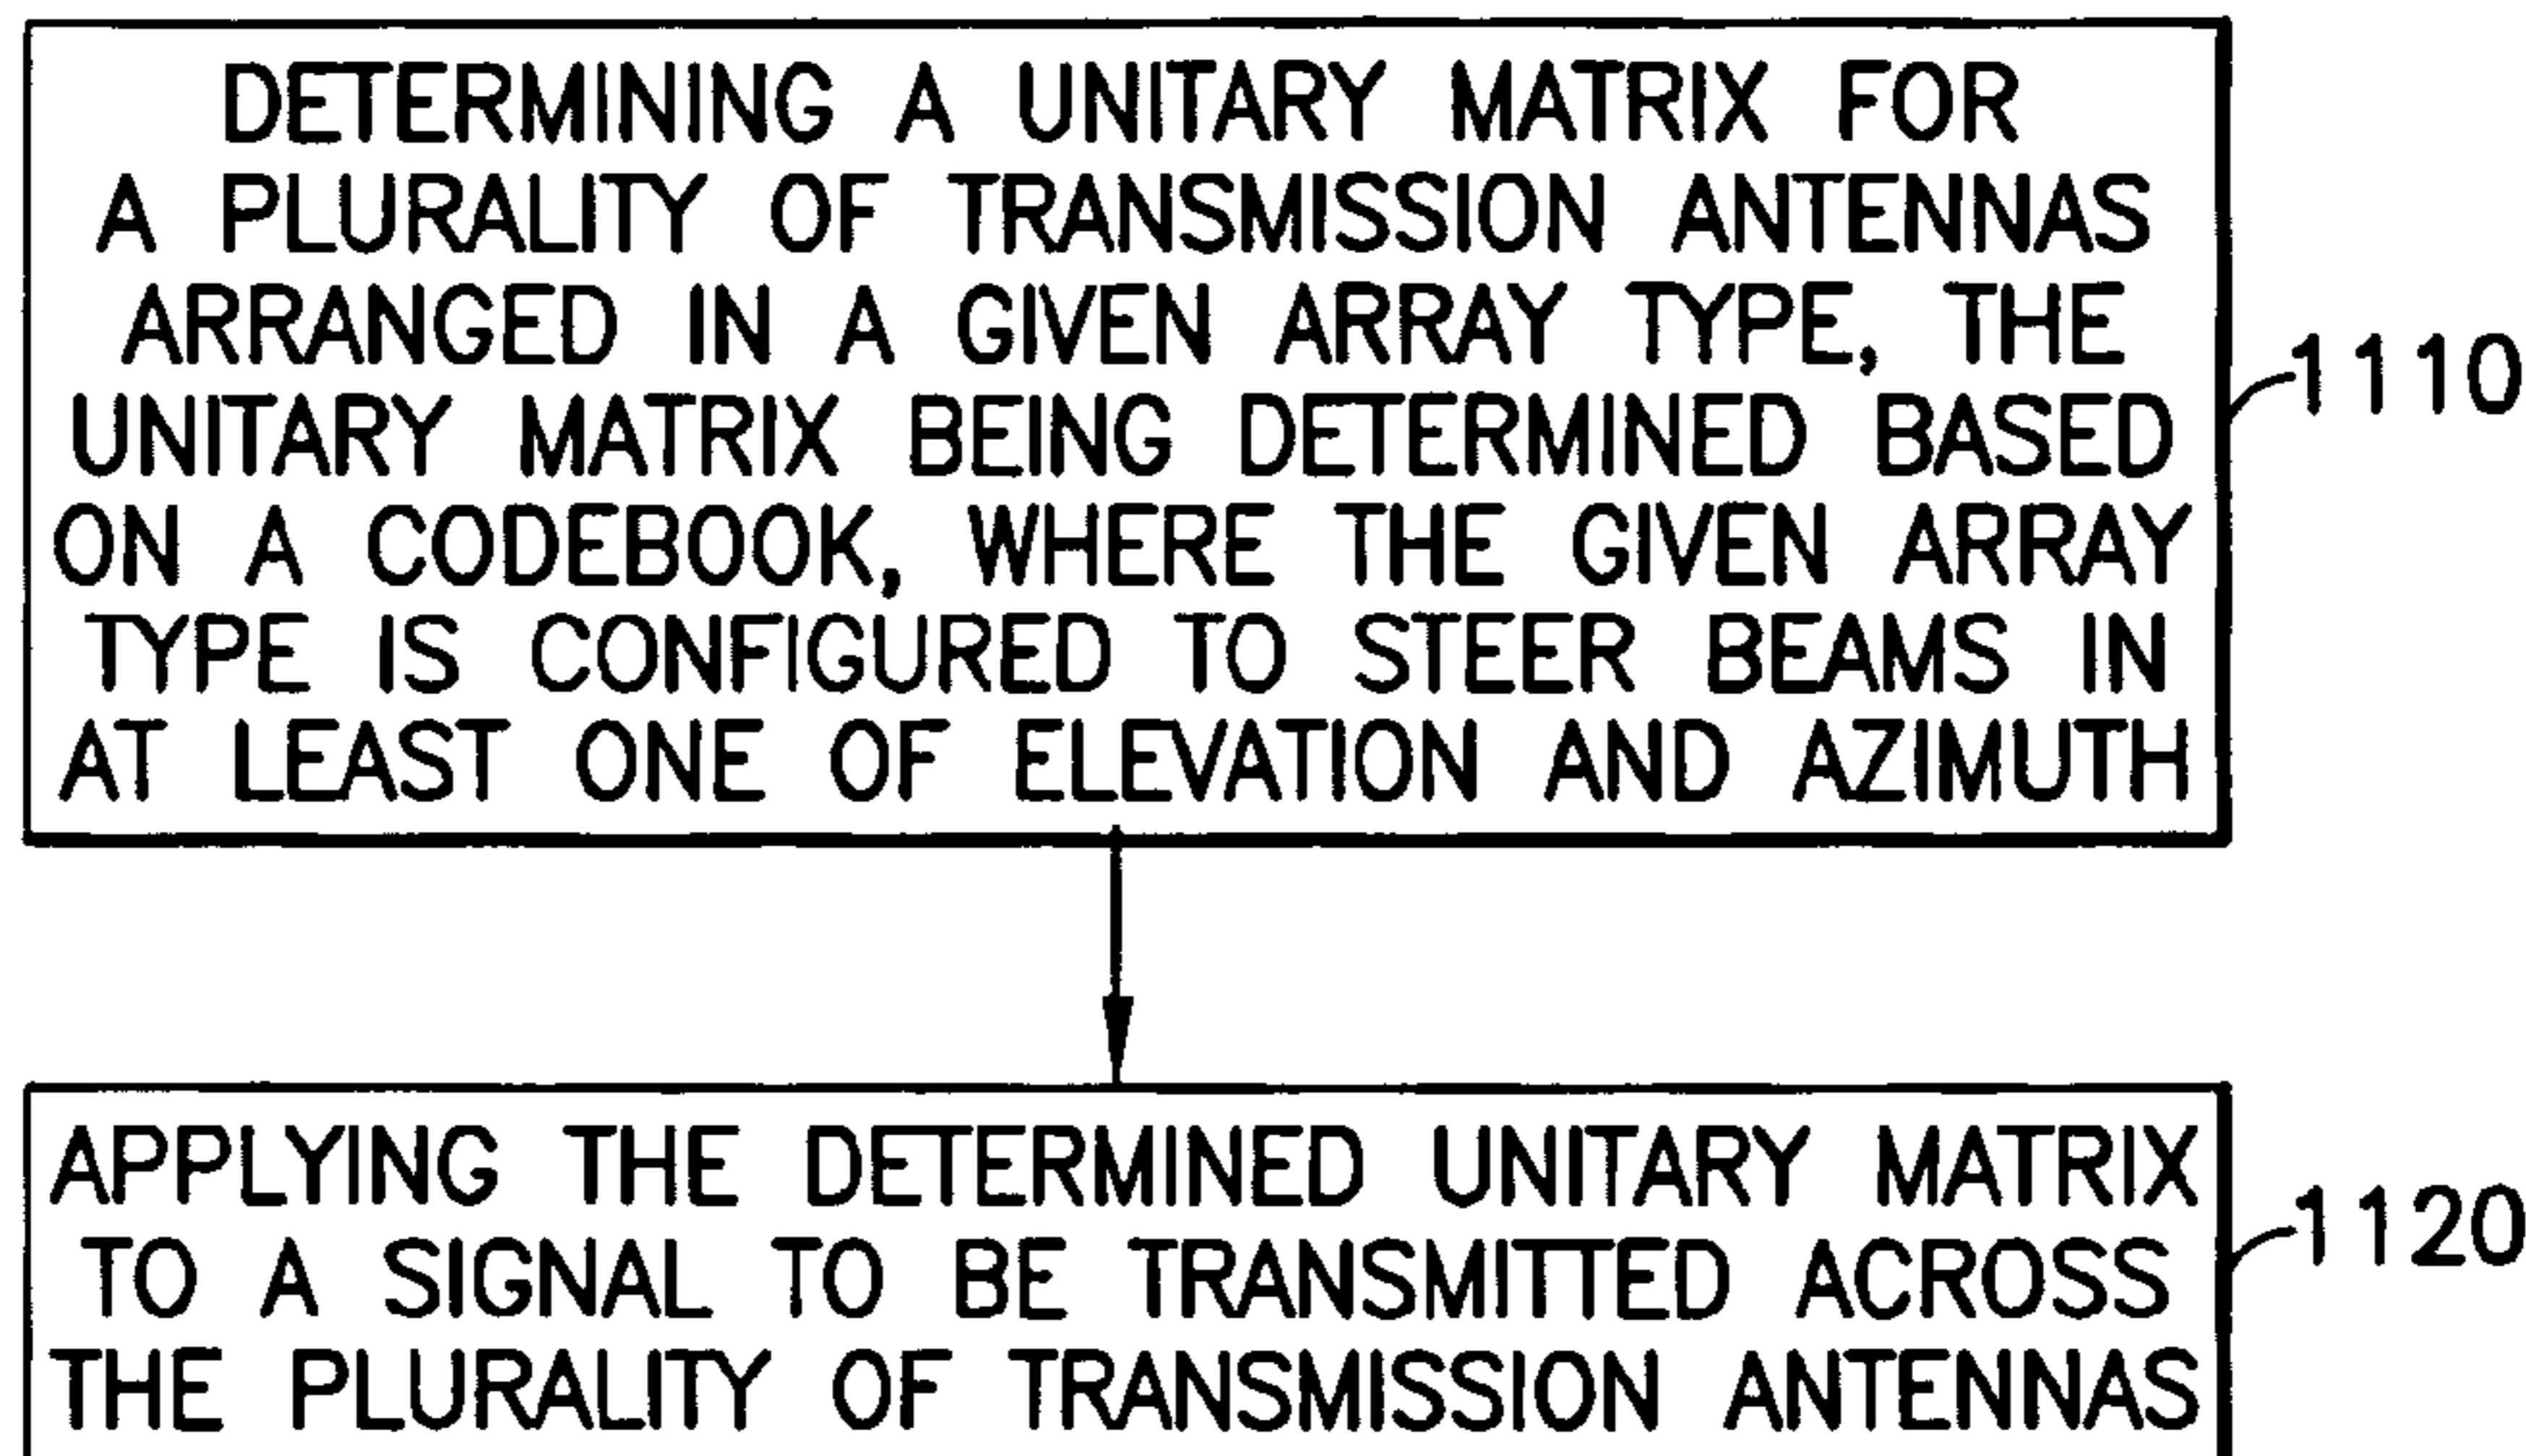 DETERMINING A UNITARY MATRIX FOR
A PLURALITY OF TRANSMISSION ANTENNAS
ARRANGED IN A GIVEN ARRAY TYPE, THE
UNITARY MATRIX BEING DETERMINED BASED
ON A CODEBOOK, WHERE THE GIVEN ARRAY
TYPE IS CONFIGURED TO STEER BEAMS IN
AT LEAST ONE OF ELEVATION AND AZIMUTH
1110
APPLYING THE DETERMINED UNITARY MATRIX
TO A SIGNAL TO BE TRANSMITTED ACROSS
THE PLURALITY OF TRANSMISSION ANTENNAS
1120